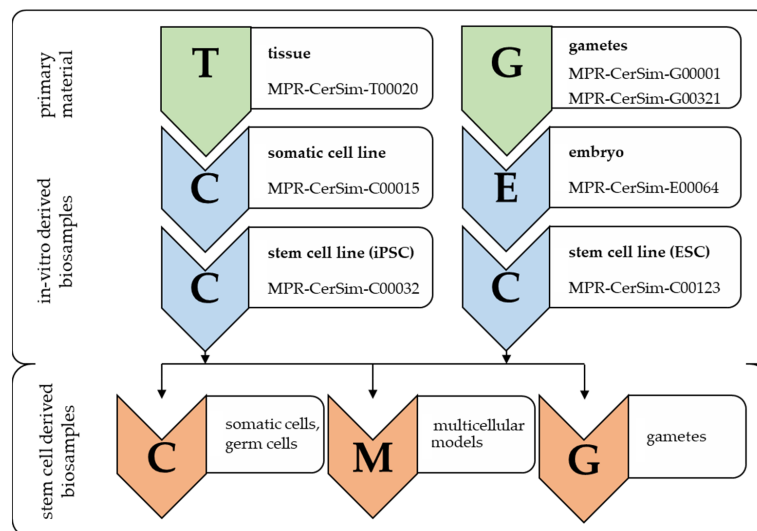 primary
material
T
tissue
MPR-CerSim-T00020
G
gametes
MPR-CerSim-G00001
MPR-CerSim-G00321
in-vitro derived
biosamples
C
somatic cell line
MPR-CerSim-C00015
E
embryo
MPR-CerSim-E00064
C
stem cell line (iPSC)
MPR-CerSim-C00032
C
stem cell line (ESC)
MPR-CerSim-C00123
stem cell derived
biosamples
C
somatic cells,
germ cells
M
multicellular
models
G
gametes